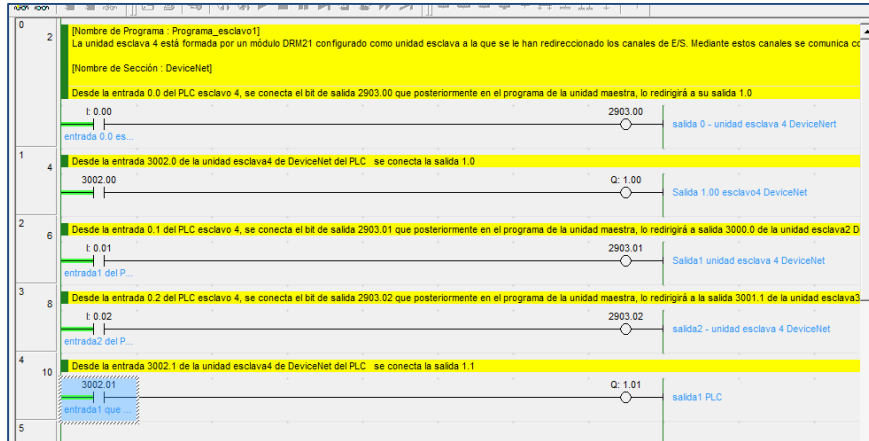 0
2
[Nombre de Programa : Programa_esclavo1]
La unidad esclava 4 está formada por un módulo DRM21 configurado como unidad esclava a la que se le han redireccionado los canales de E/S. Mediante estos canales se comunica co
[Nombre de Sección : DeviceNet]
Desde la entrada 0.0 del PLC esclavo 4, se conecta el bit de salida 2903.00 que posteriormente en el programa de la unidad maestra, lo redirigirá a su salida 1.0
I: 0.00
2903.00
entrada 0.0 es...
salida 0 - unidad esclava 4 DeviceNert
1
4
Desde la entrada 3002.0 de la unidad esclava4 de DeviceNet del PLC se conecta la salida 1.0
3002.00
Q: 1.00
Salida 1.00 esclavo4 DeviceNet
2
6
Desde la entrada 0.1 del PLC esclavo 4, se conecta el bit de salida 2903.01 que posteriormente en el programa de la unidad maestra, lo redirigirá a salida 3000.0 de la unidad esclava2 D
I: 0.01
2903.01
entrada1 del P...
Salida1 unidad esclava 4 DeviceNet
3
8
Desde la entrada 0.2 del PLC esclavo 4, se conecta el bit de salida 2903.02 que posteriormente en el programa de la unidad maestra, lo redirigirá a la salida 3001.1 de la unidad esclava3
I: 0.02
2903.02
entrada2 del P...
salida2 - unidad esclava 4 DeviceNet
4
10
Desde la entrada 3002.1 de la unidad esclava4 de DeviceNet del PLC se conecta la salida 1.1
3002.01
Q: 1.01
entrada1 que ...
salida1 PLC
5